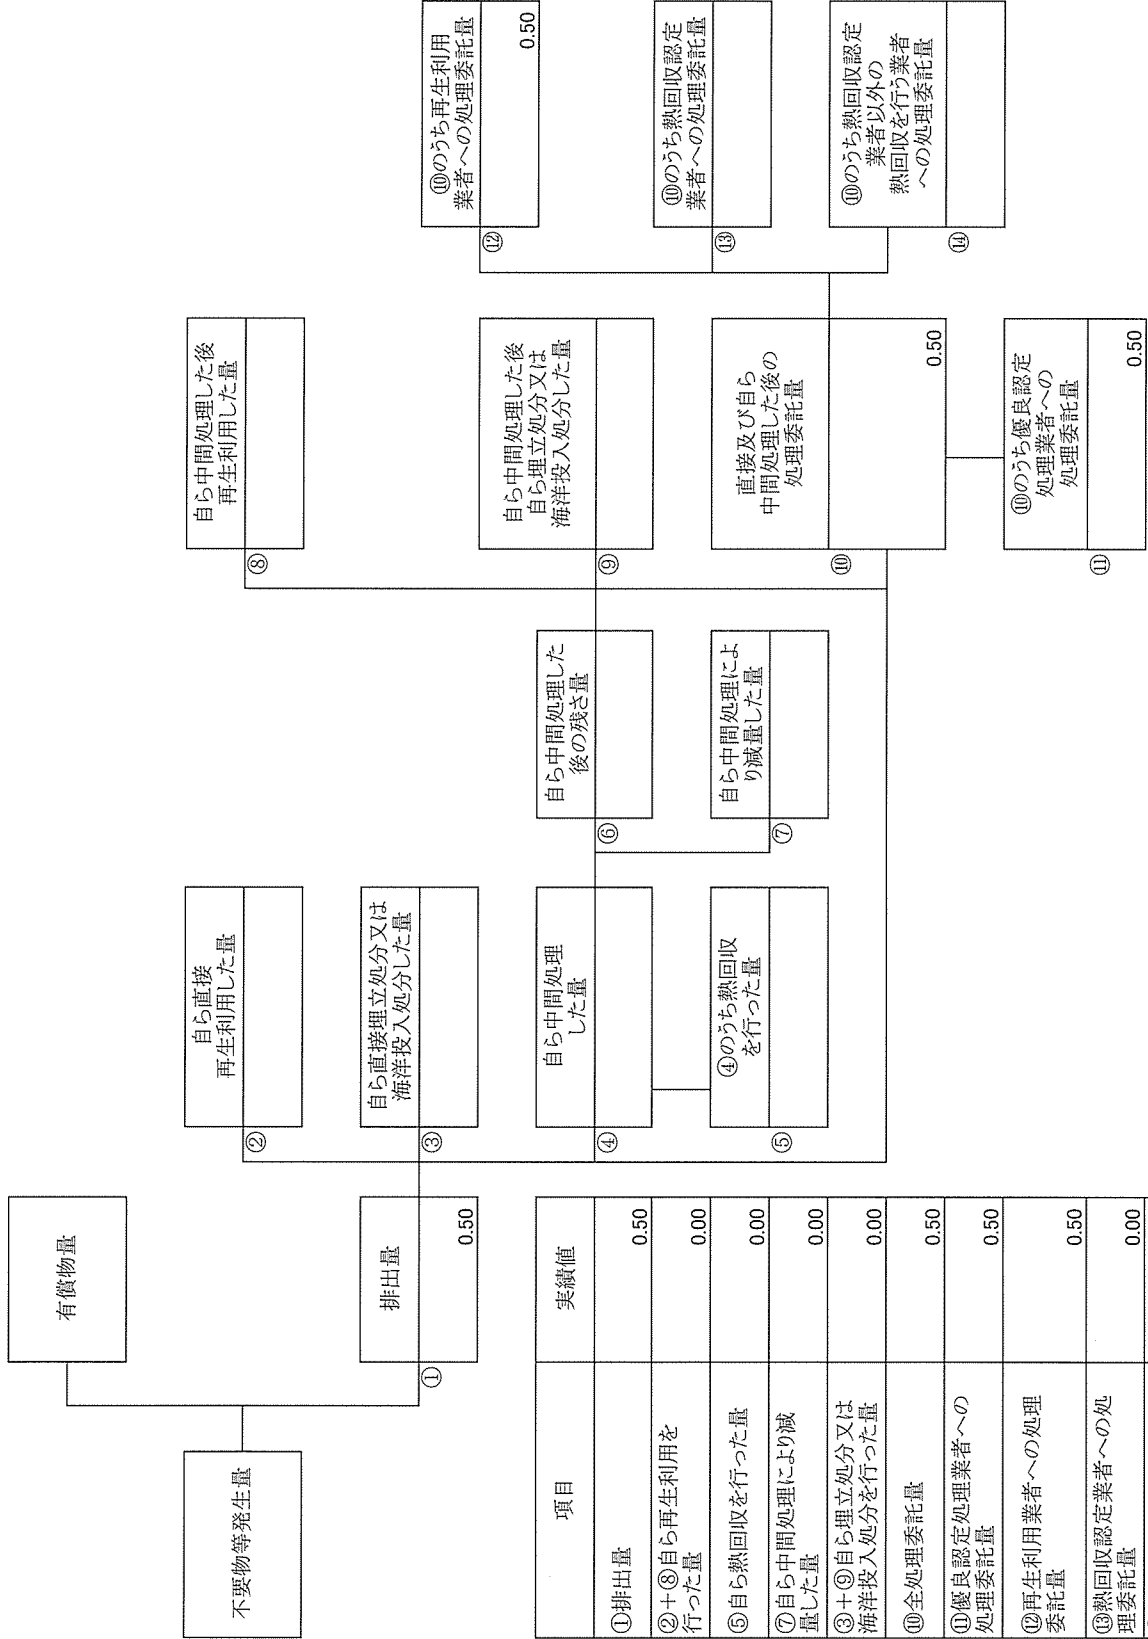 不要物等発生量
有償物量
排出量
①
0.50
②
自ら直接
再生利用した量
③
自ら直接埋立処分又は
海洋投入処分した量
④
自ら中間処理
した量
⑤
④のうち熱回収
を行った量
⑥
自ら中間処理した
後の残さ量
⑦
自ら中間処理によ
り減量した量
⑧
自ら中間処理した後
再生利用した量
⑨
自ら中間処理した後
自ら埋立処分又は
海洋投入処分した量
⑩
直接及び自ら
中間処理した後の
処理委託量
0.50
⑪
⑩のうち優良認定
処理業者への
処理委託量
0.50
⑫
⑩のうち再生利用
業者への処理委託量
0.50
⑬
⑩のうち熱回収認定
業者への処理委託量
⑭
⑩のうち熱回収認定
業者以外の
熱回収を行う業者
への処理委託量
項目 実績値
①排出量 0.50
②+⑧自ら再生利用を
行った量 0.00
⑤自ら熱回収を行った量 0.00
⑦自ら中間処理により減
量した量 0.00
③+⑨自ら埋立処分又は
海洋投入処分を行った量 0.00
⑩全処理委託量 0.50
⑪優良認定処理業者への
処理委託量 0.50
⑫再生利用業者への処理
委託量 0.50
⑬熱回収認定業者への処
理委託量 0.00